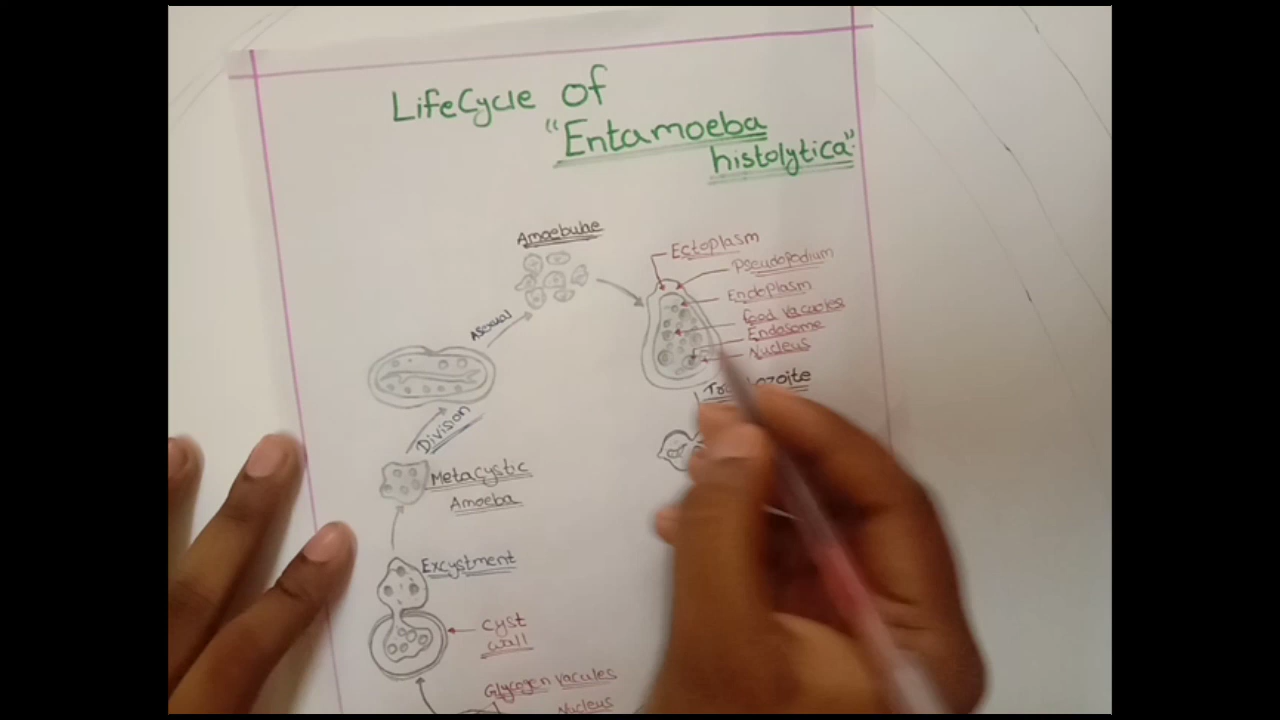 LifeCycle of
"Entamoeba
histolytica".
Amoebulae
Ectoplasm
Pseudopodium
Endoplasm
food vacuoles
Endosome
Nucleus
Asexual
Division
Metacystic
Amoeba
Excystment
Cyst
wall
Glycogen vacules
Nucleus